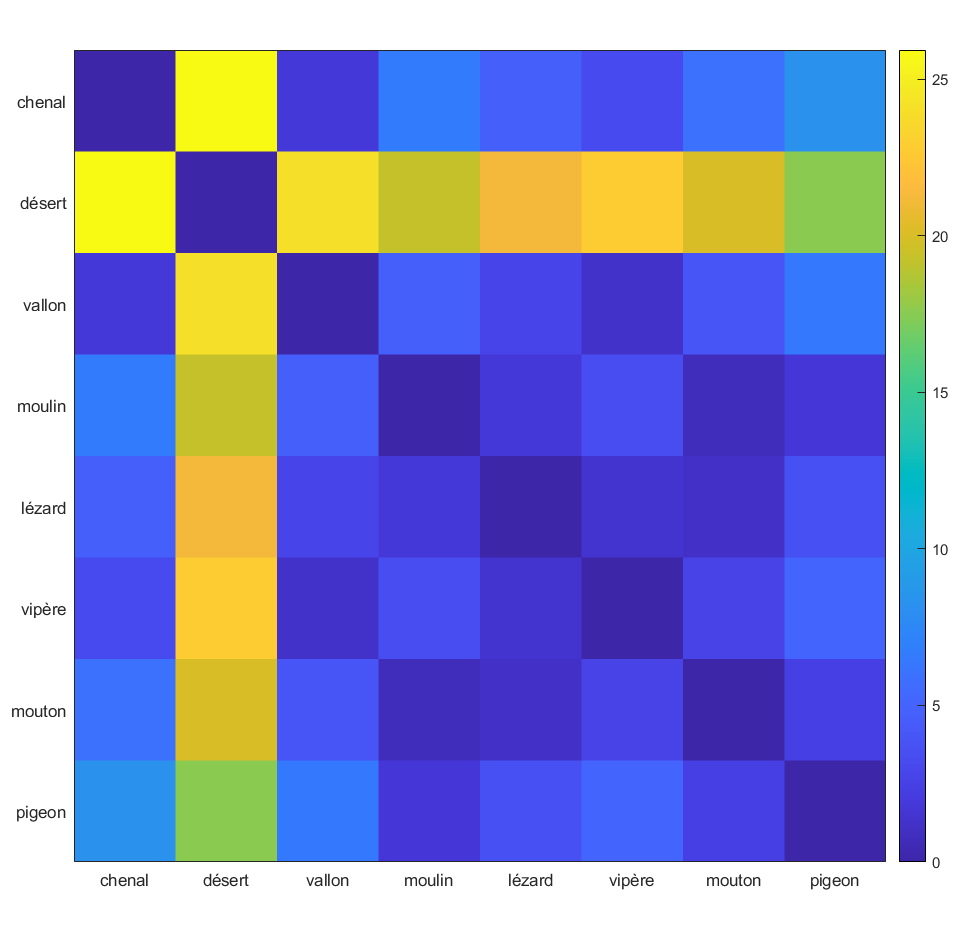 chenal
désert
vallon
moulin
lézard
vipère
mouton
pigeon
chenal désert vallon moulin lézard vipère mouton pigeon
25
20
15
10
5
0